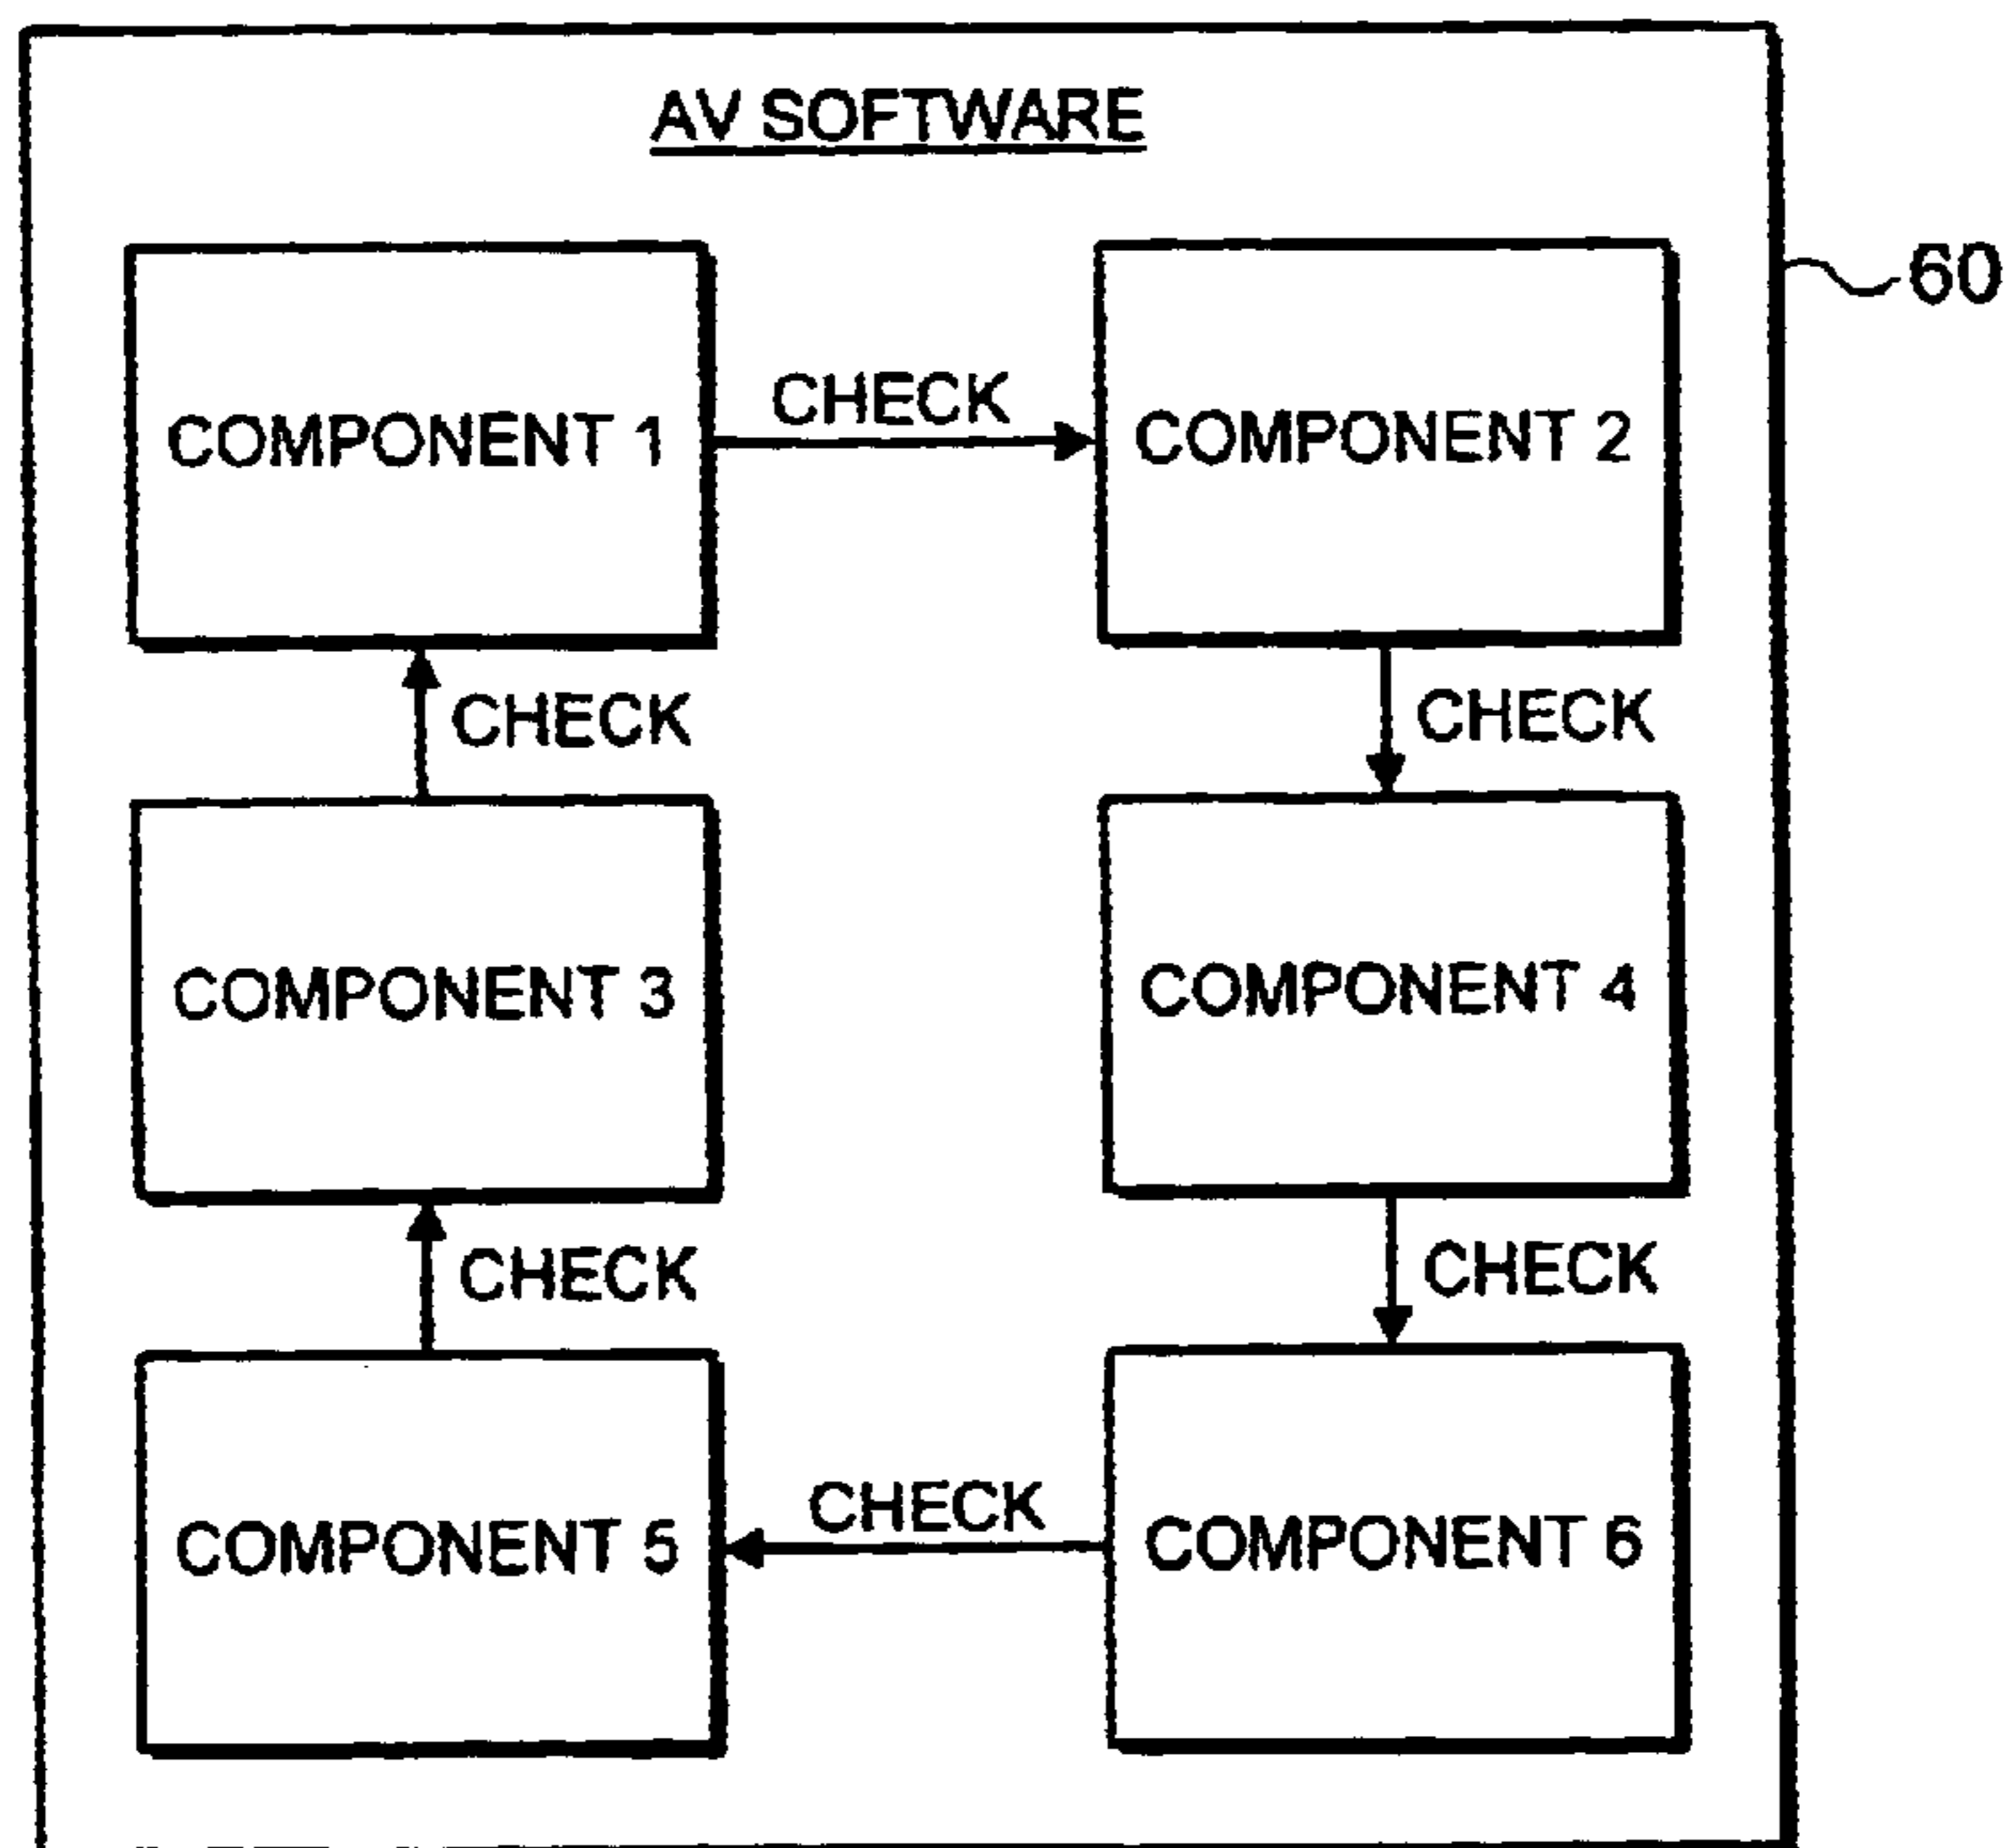 AV SOFTWARE
60
COMPONENT 1
CHECK
COMPONENT 2
CHECK
CHECK
COMPONENT 3
COMPONENT 4
CHECK
CHECK
COMPONENT 5
CHECK
COMPONENT 6